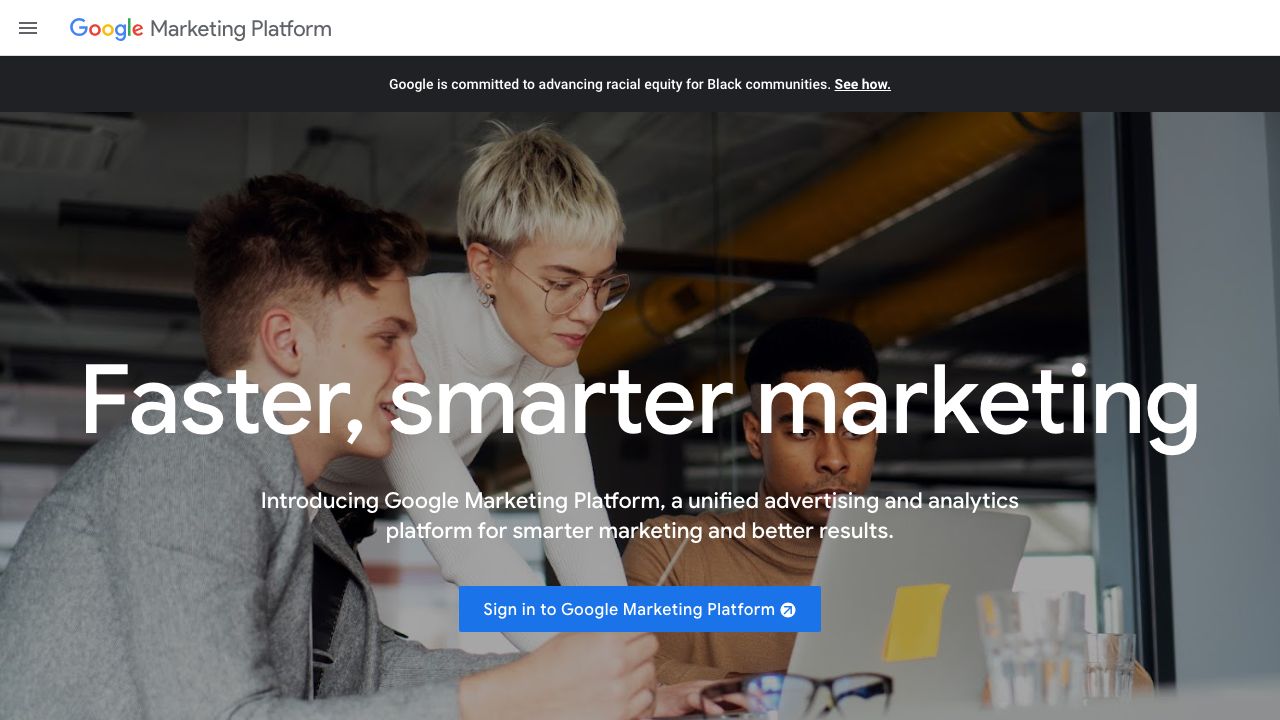 Google Marketing Platform
Google is committed to advancing racial equity for Black communities. See how.
Faster, smarter marketing
Introducing Google Marketing Platform, a unified advertising and analytics
platform for smarter marketing and better results.
Sign in to Google Marketing Platform